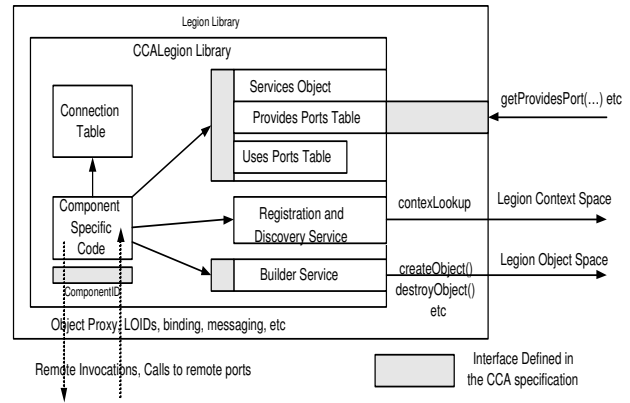 Legion Library
CCALegion Library
Connection
Table
Services Object
Provides Ports Table
Uses Ports Table
getProvidesPort(...) etc
Component
Specific
Code
ComponentID
Registration and
Discovery Service
contexLookup
Legion Context Space
Builder Service
createObject()
destroyObject()
etc
Legion Object Space
Object Proxy, LOIDs, binding, messaging, etc
Remote Invocations, Calls to remote ports
Interface Defined in
the CCA specification